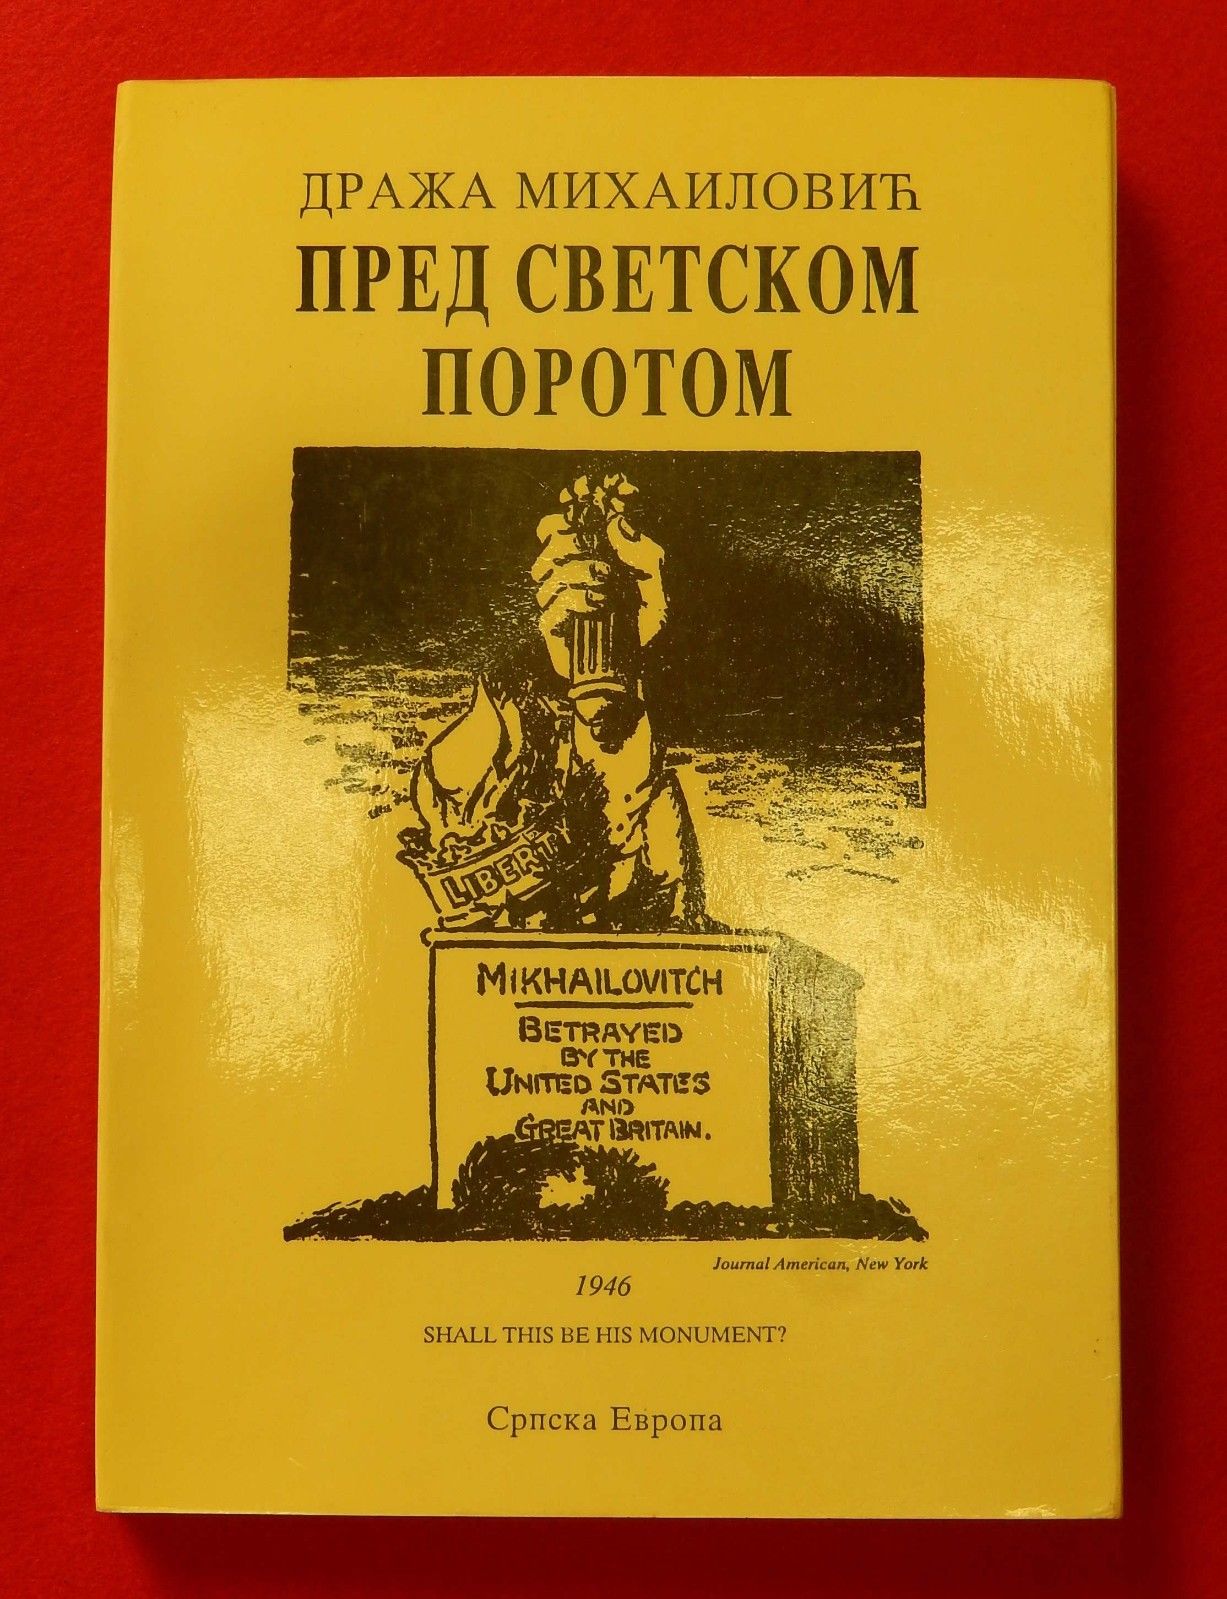 ДРАЖА МИХАИЛОВИЋ
ПРЕД СВЕТСКОМ
ПОРОТОМ
LIBERTY
MIKHAILOVITCH
BETRAYED
BY THE
UNITED STATES
AND
GREAT BRITAIN.
Journal American, New York
1946
SHALL THIS BE HIS MONUMENT?
Српска Европа